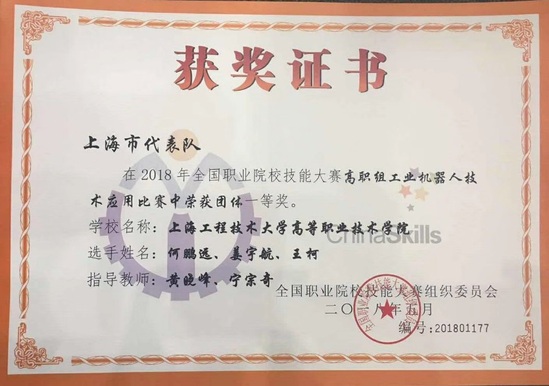 获奖证书
上海市代表队
在2018年全国职业院校技能大赛高职组工业机器人技
术应用比赛中荣获团体一等奖。
学校名称：上海工程技术大学高等职业技术学院
ChinaSkills
选手姓名：何鹏远、姜宇航、王柯
指导教师：黄晓峰、宁宗奇
全国职业院校技能大赛组织委员会
二〇一八年五月
编号:201801177